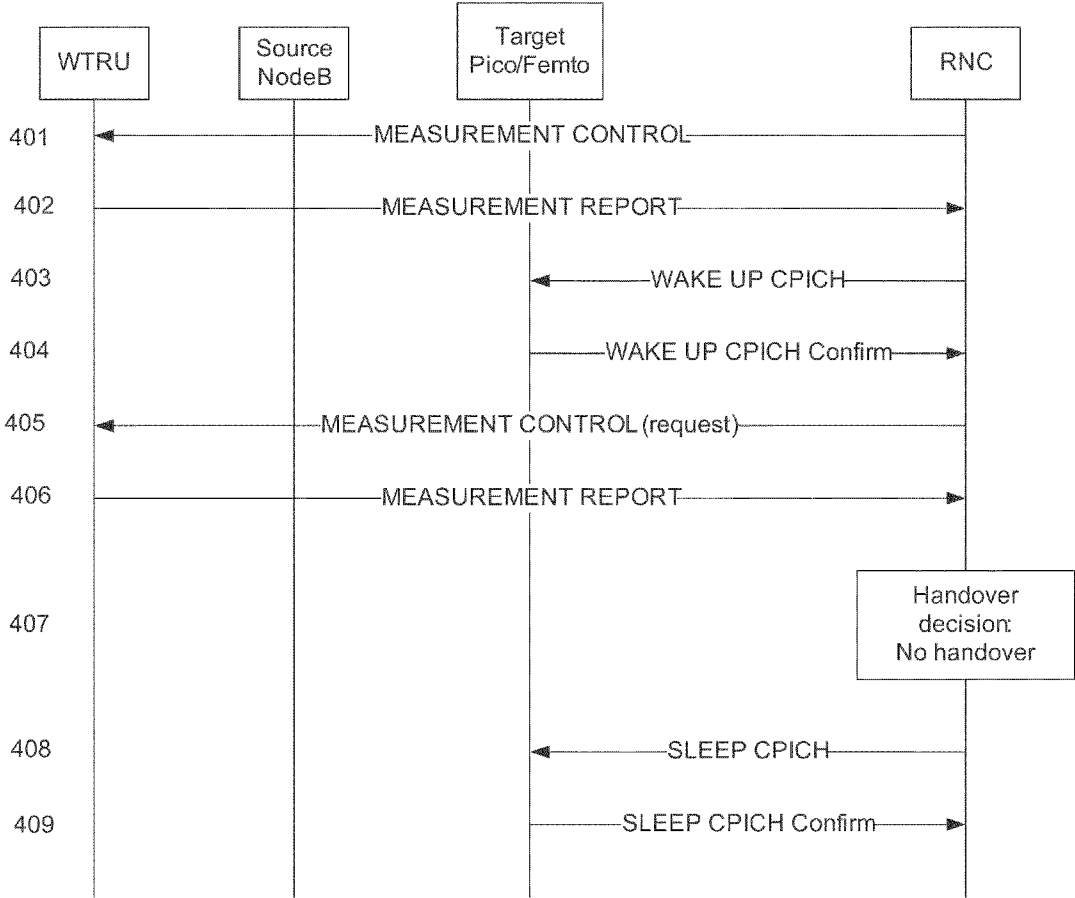 WTRU
Source
NodeB
Target
Pico/Femto
RNC
401
MEASUREMENT CONTROL
402
MEASUREMENT REPORT
403
WAKE UP CPICH
404
WAKE UP CPICH Confirm
405
MEASUREMENT CONTROL (request)
406
MEASUREMENT REPORT
407
Handover
decision:
No handover
408
SLEEP CPICH
409
SLEEP CPICH Confirm